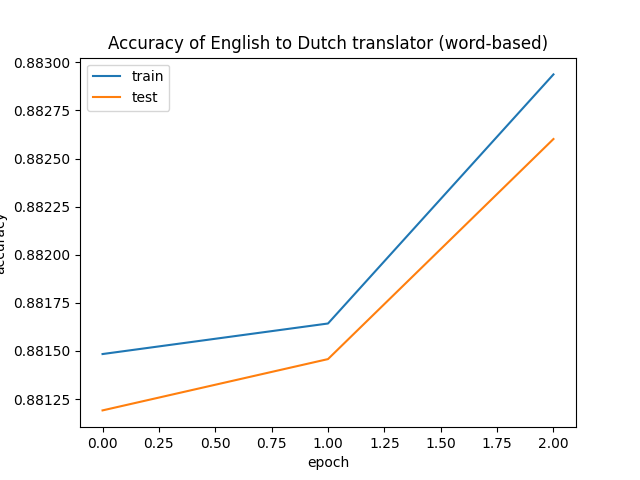 Accuracy of English to Dutch translator (word-based)
train
test
0.88300
0.88275
0.88250
0.88225
0.88200
0.88175
0.88150
0.88125
accuracy
0.00 0.25 0.50 0.75 1.00 1.25 1.50 1.75 2.00
epoch